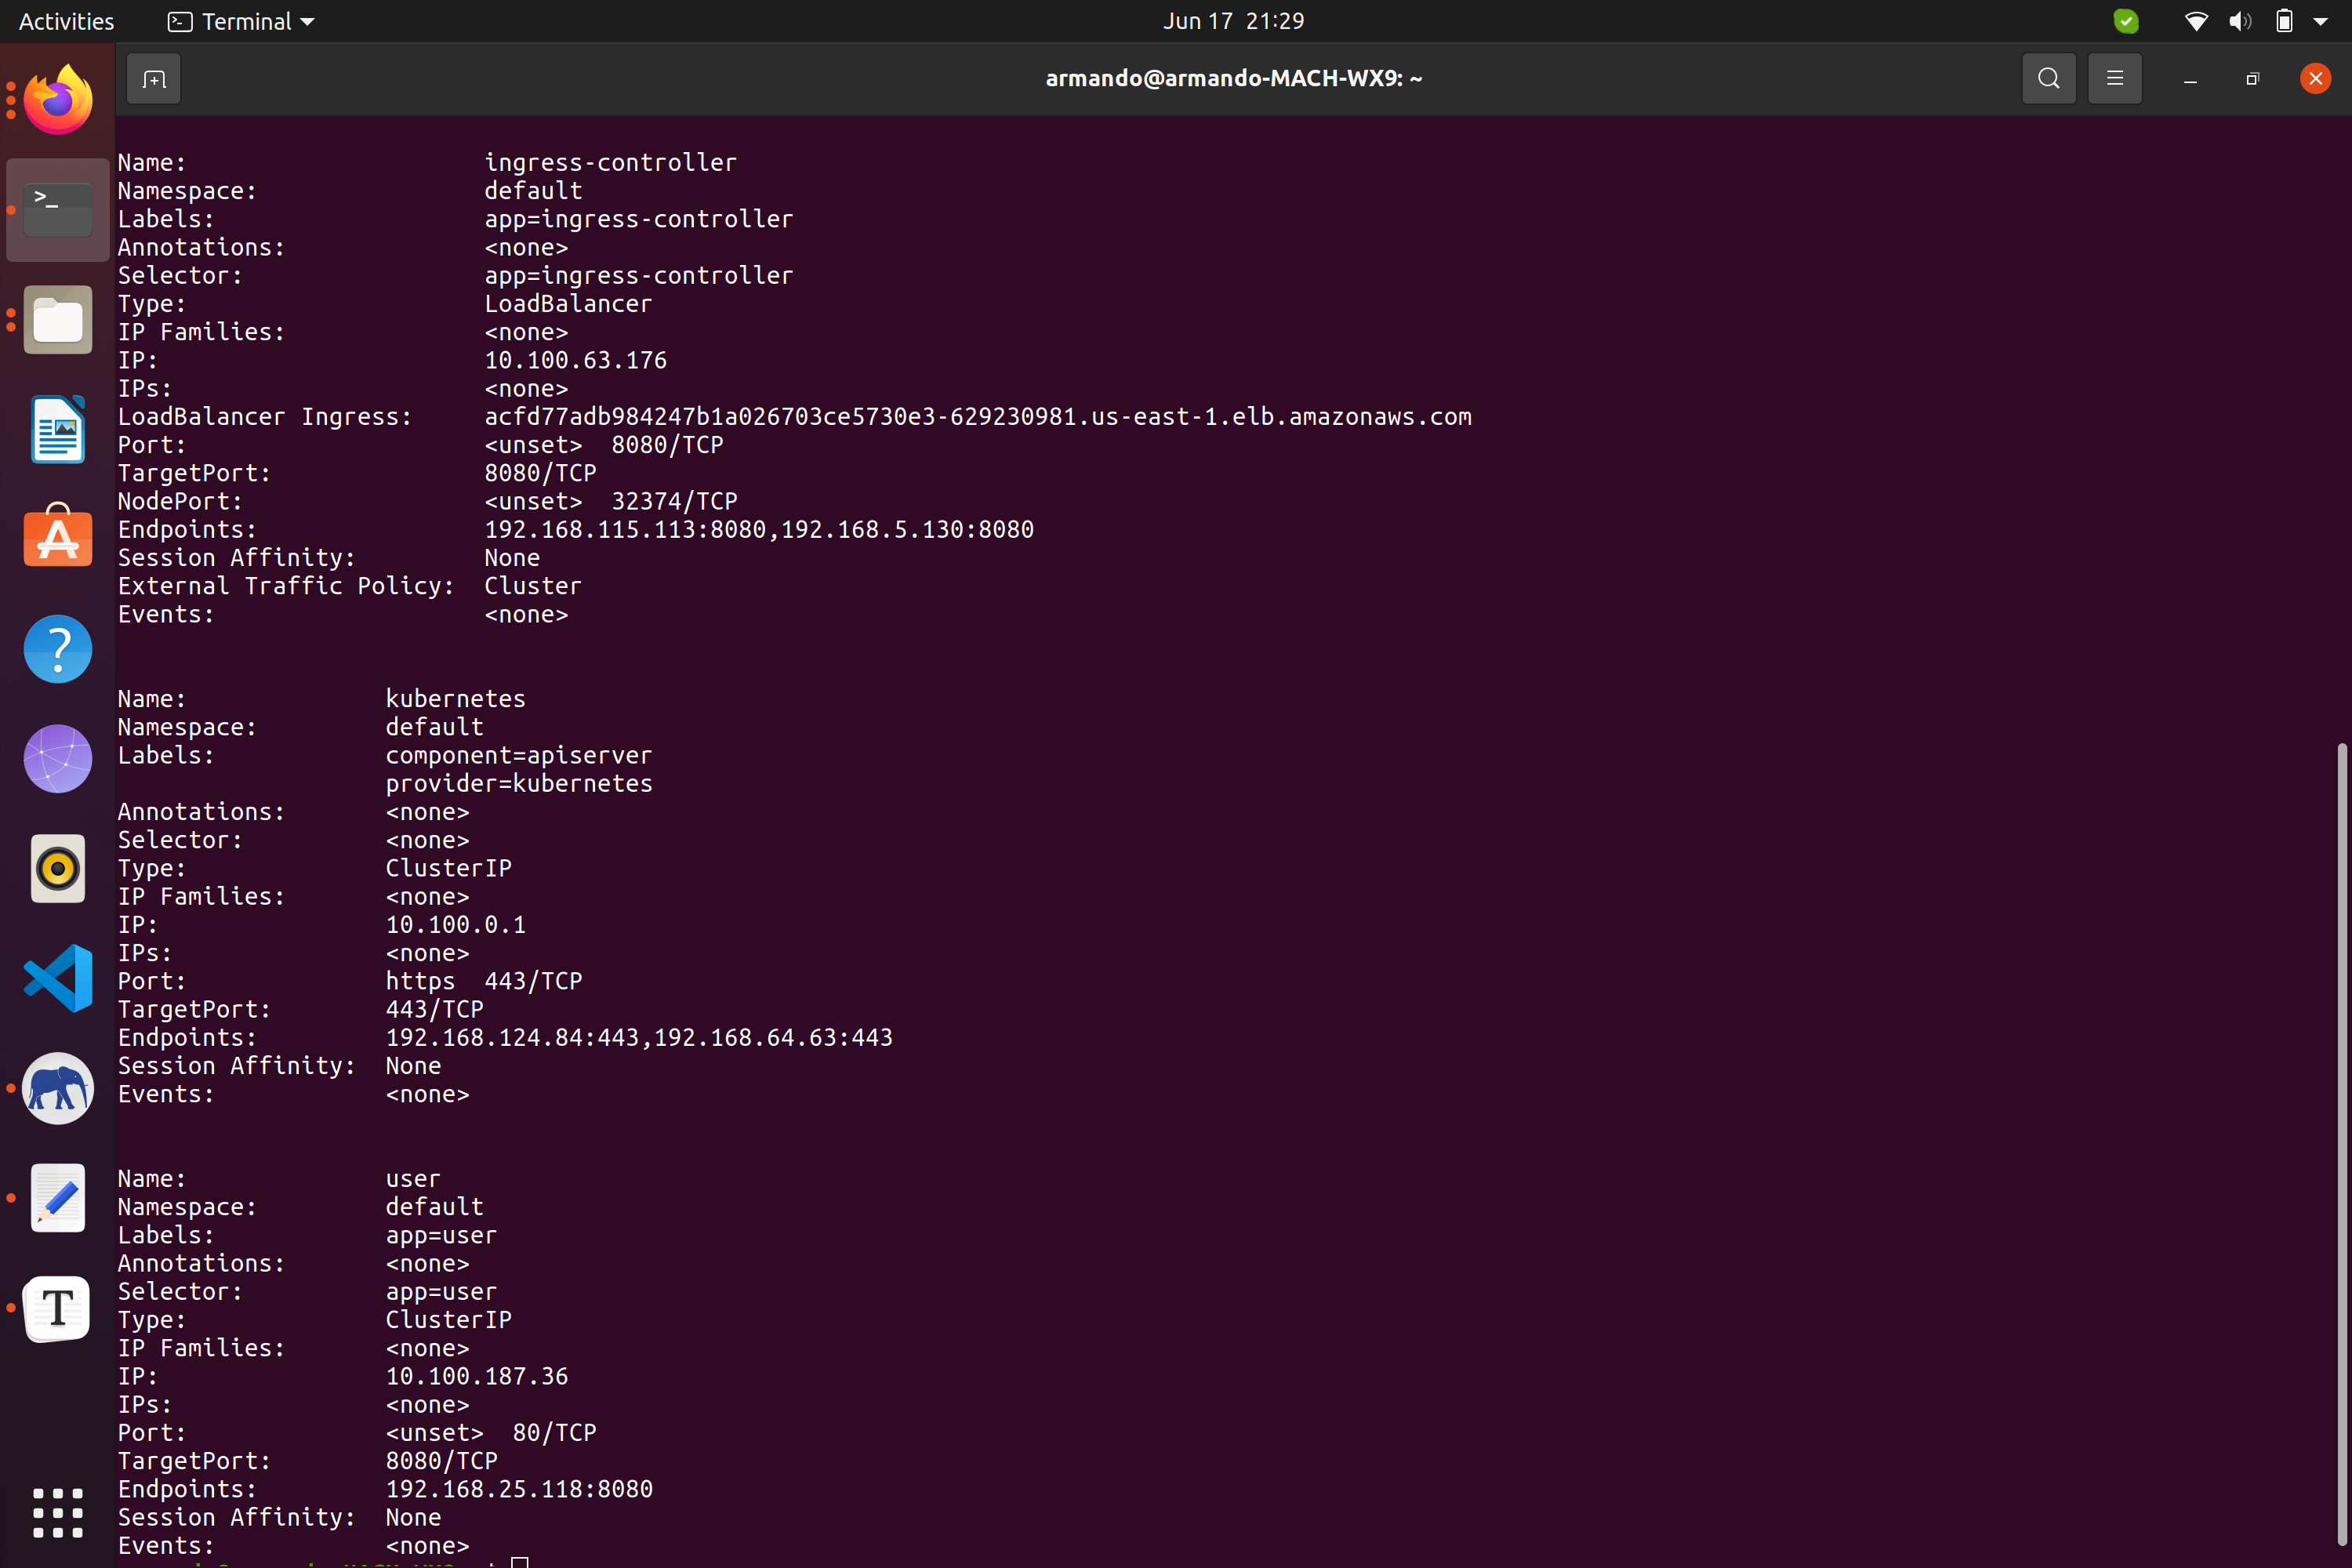 Activities Terminal Jun 17 21:29
armando@armando-MACH-WX9: ~
Name: ingress-controller
Namespace: default
Labels: app=ingress-controller
Annotations: <none>
Selector: app=ingress-controller
Type: LoadBalancer
IP Families: <none>
IP: 10.100.63.176
IPs: <none>
LoadBalancer Ingress: acfd77adb984247b1a026703ce5730e3-629230981.us-east-1.elb.amazonaws.com
Port: <unset> 8080/TCP
TargetPort: 8080/TCP
NodePort: <unset> 32374/TCP
Endpoints: 192.168.115.113:8080,192.168.5.130:8080
Session Affinity: None
External Traffic Policy: Cluster
Events: <none>
Name: kubernetes
Namespace: default
Labels: component=apiserver
provider=kubernetes
Annotations: <none>
Selector: <none>
Type: ClusterIP
IP Families: <none>
IP: 10.100.0.1
IPs: <none>
Port: https 443/TCP
TargetPort: 443/TCP
Endpoints: 192.168.124.84:443,192.168.64.63:443
Session Affinity: None
Events: <none>
Name: user
Namespace: default
Labels: app=user
Annotations: <none>
Selector: app=user
Type: ClusterIP
IP Families: <none>
IP: 10.100.187.36
IPs: <none>
Port: <unset> 80/TCP
TargetPort: 8080/TCP
Endpoints: 192.168.25.118:8080
Session Affinity: None
Events: <none>